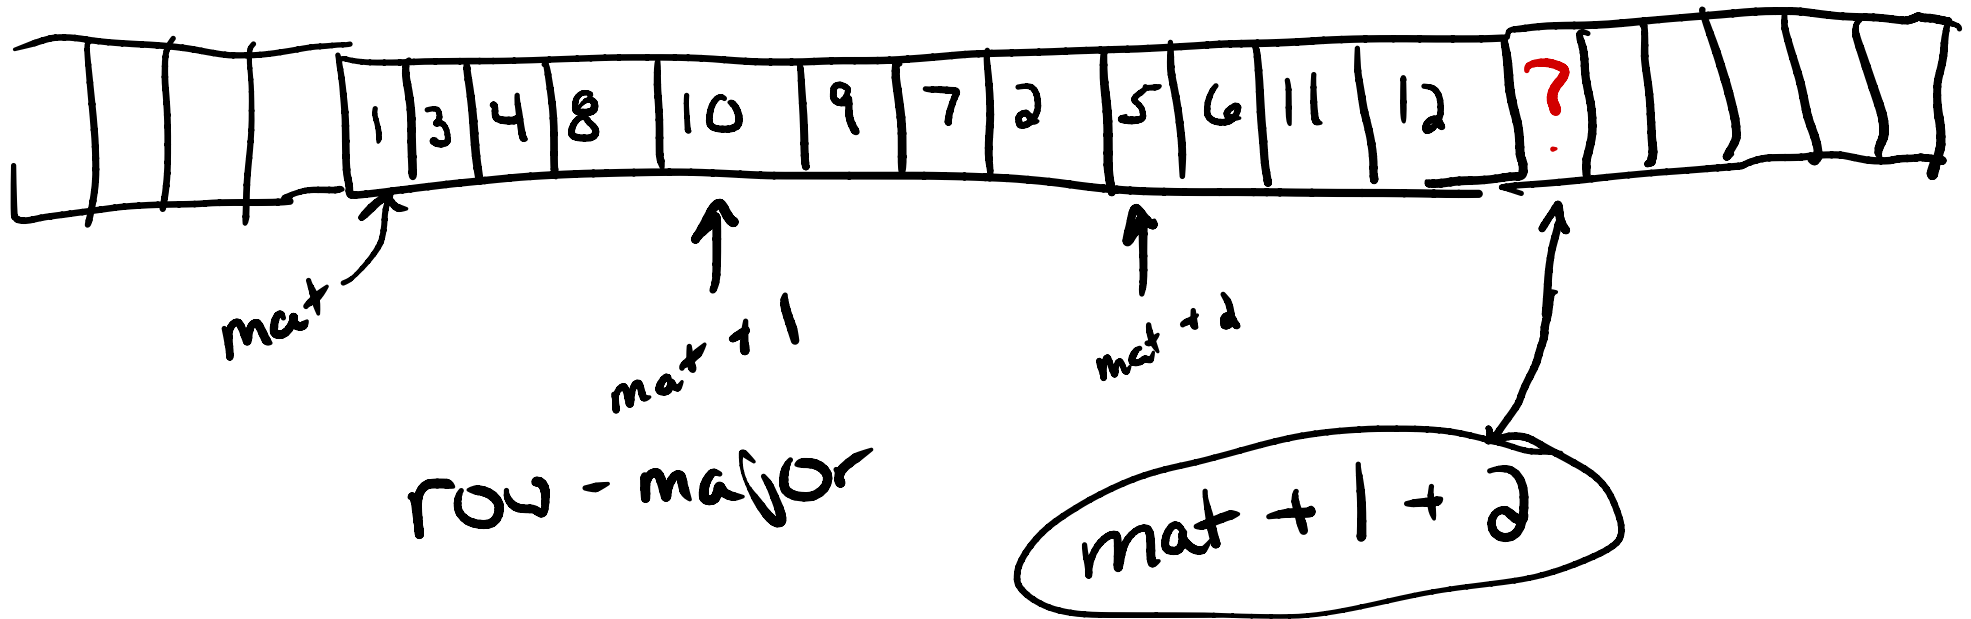 1 3 4 8 10 9 7 2 5 6 11 12 ?
mat
mat + 1
mat + 2
row - major
mat + 1 + 2